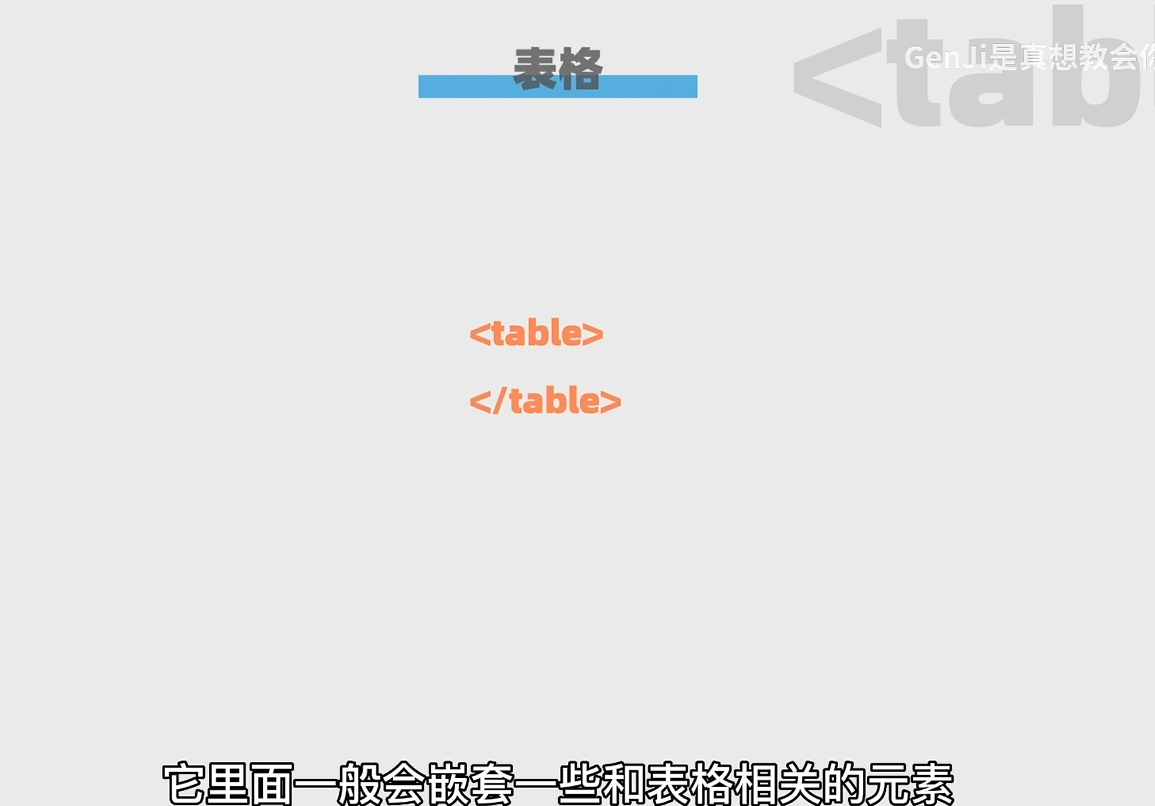 表格
<tab
GenJi是真想教会你
<table>
</table>
它里面一般会嵌套一些和表格相关的元素